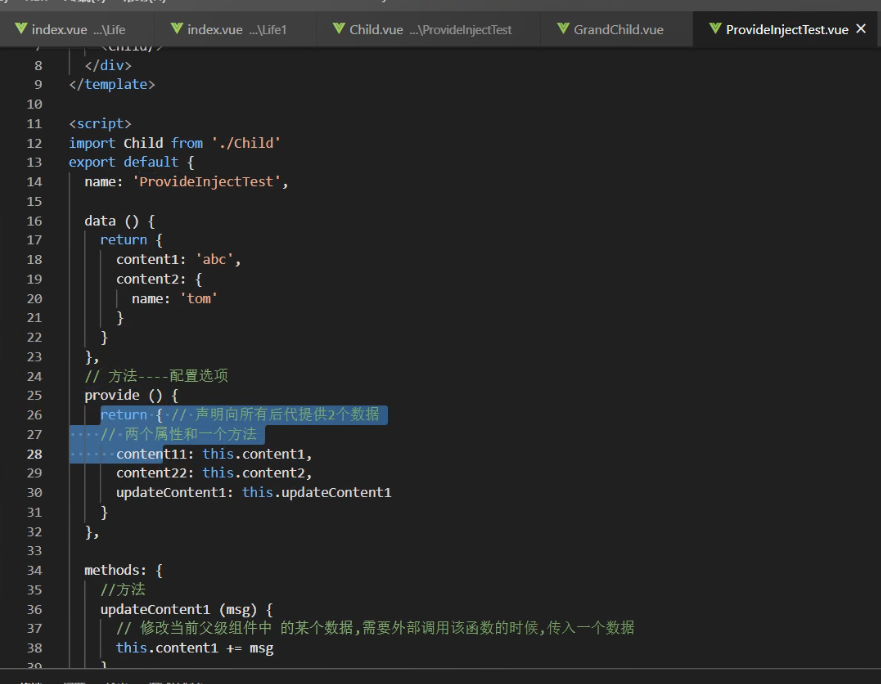 index.vue ...\Life index.vue ...\Life1 Child.vue ...\ProvideInjectTest GrandChild.vue ProvideInjectTest.vue ×
7 <Child/>
8 </div>
9 </template>
10
11 <script>
12 import Child from './Child'
13 export default {
14 name: 'ProvideInjectTest',
15
16 data () {
17 return {
18 content1: 'abc',
19 content2: {
20 name: 'tom'
21 }
22 }
23 },
24 // 方法----配置选项
25 provide () {
26 return { // 声明向所有后代提供2个数据
27 // 两个属性和一个方法
28 content11: this.content1,
29 content22: this.content2,
30 updateContent1: this.updateContent1
31 }
32 },
33
34 methods: {
35 //方法
36 updateContent1 (msg) {
37 // 修改当前父级组件中 的某个数据,需要外部调用该函数的时候,传入一个数据
38 this.content1 += msg
39 }